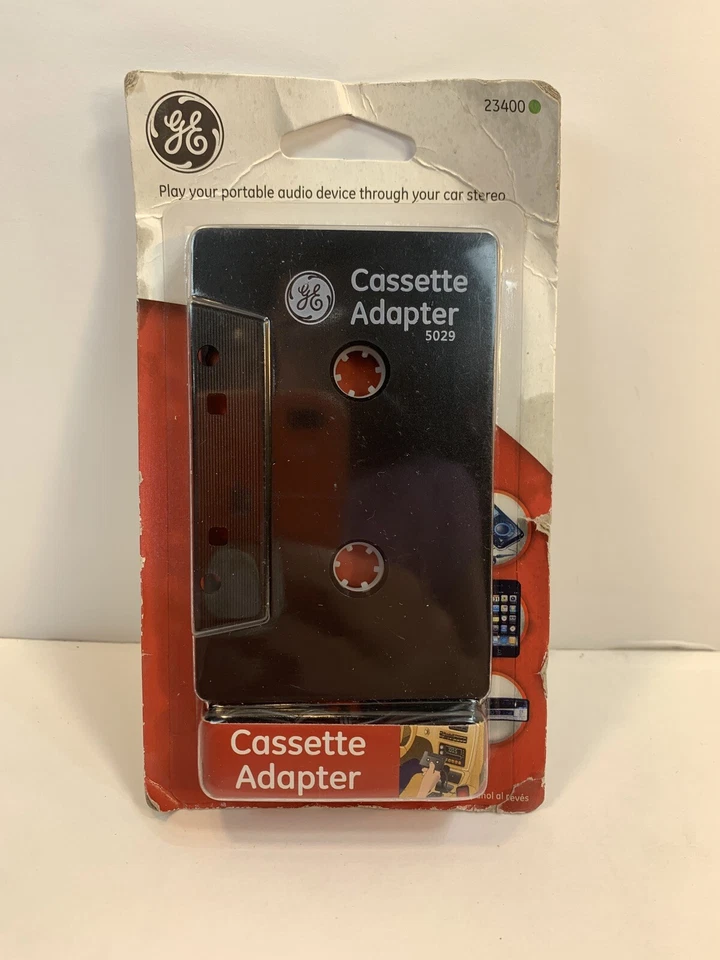 GE
23400
Play your portable audio device through your car stereo
GE
Cassette
Adapter
5029
Cassette
Adapter
al revés